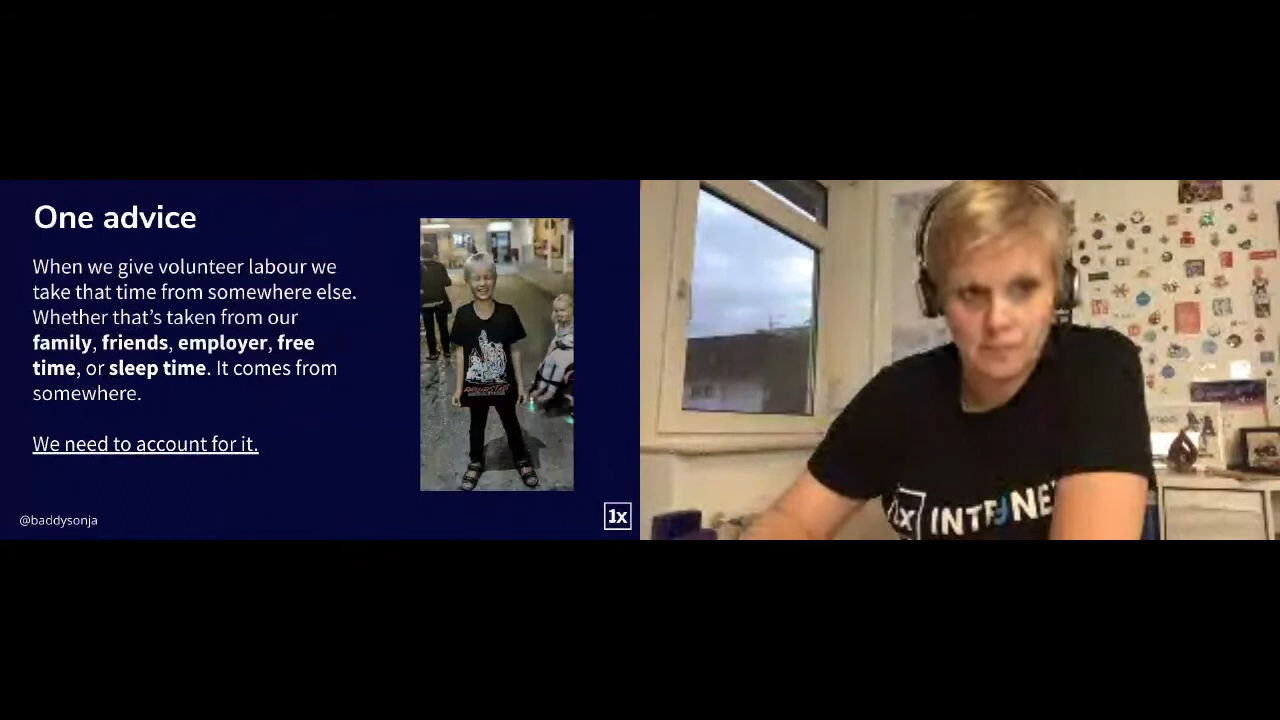 One advice
When we give volunteer labour we
take that time from somewhere else.
Whether that’s taken from our
family, friends, employer, free
time, or sleep time. It comes from
somewhere.
We need to account for it.
@baddysonja
1x
1x INTERNET